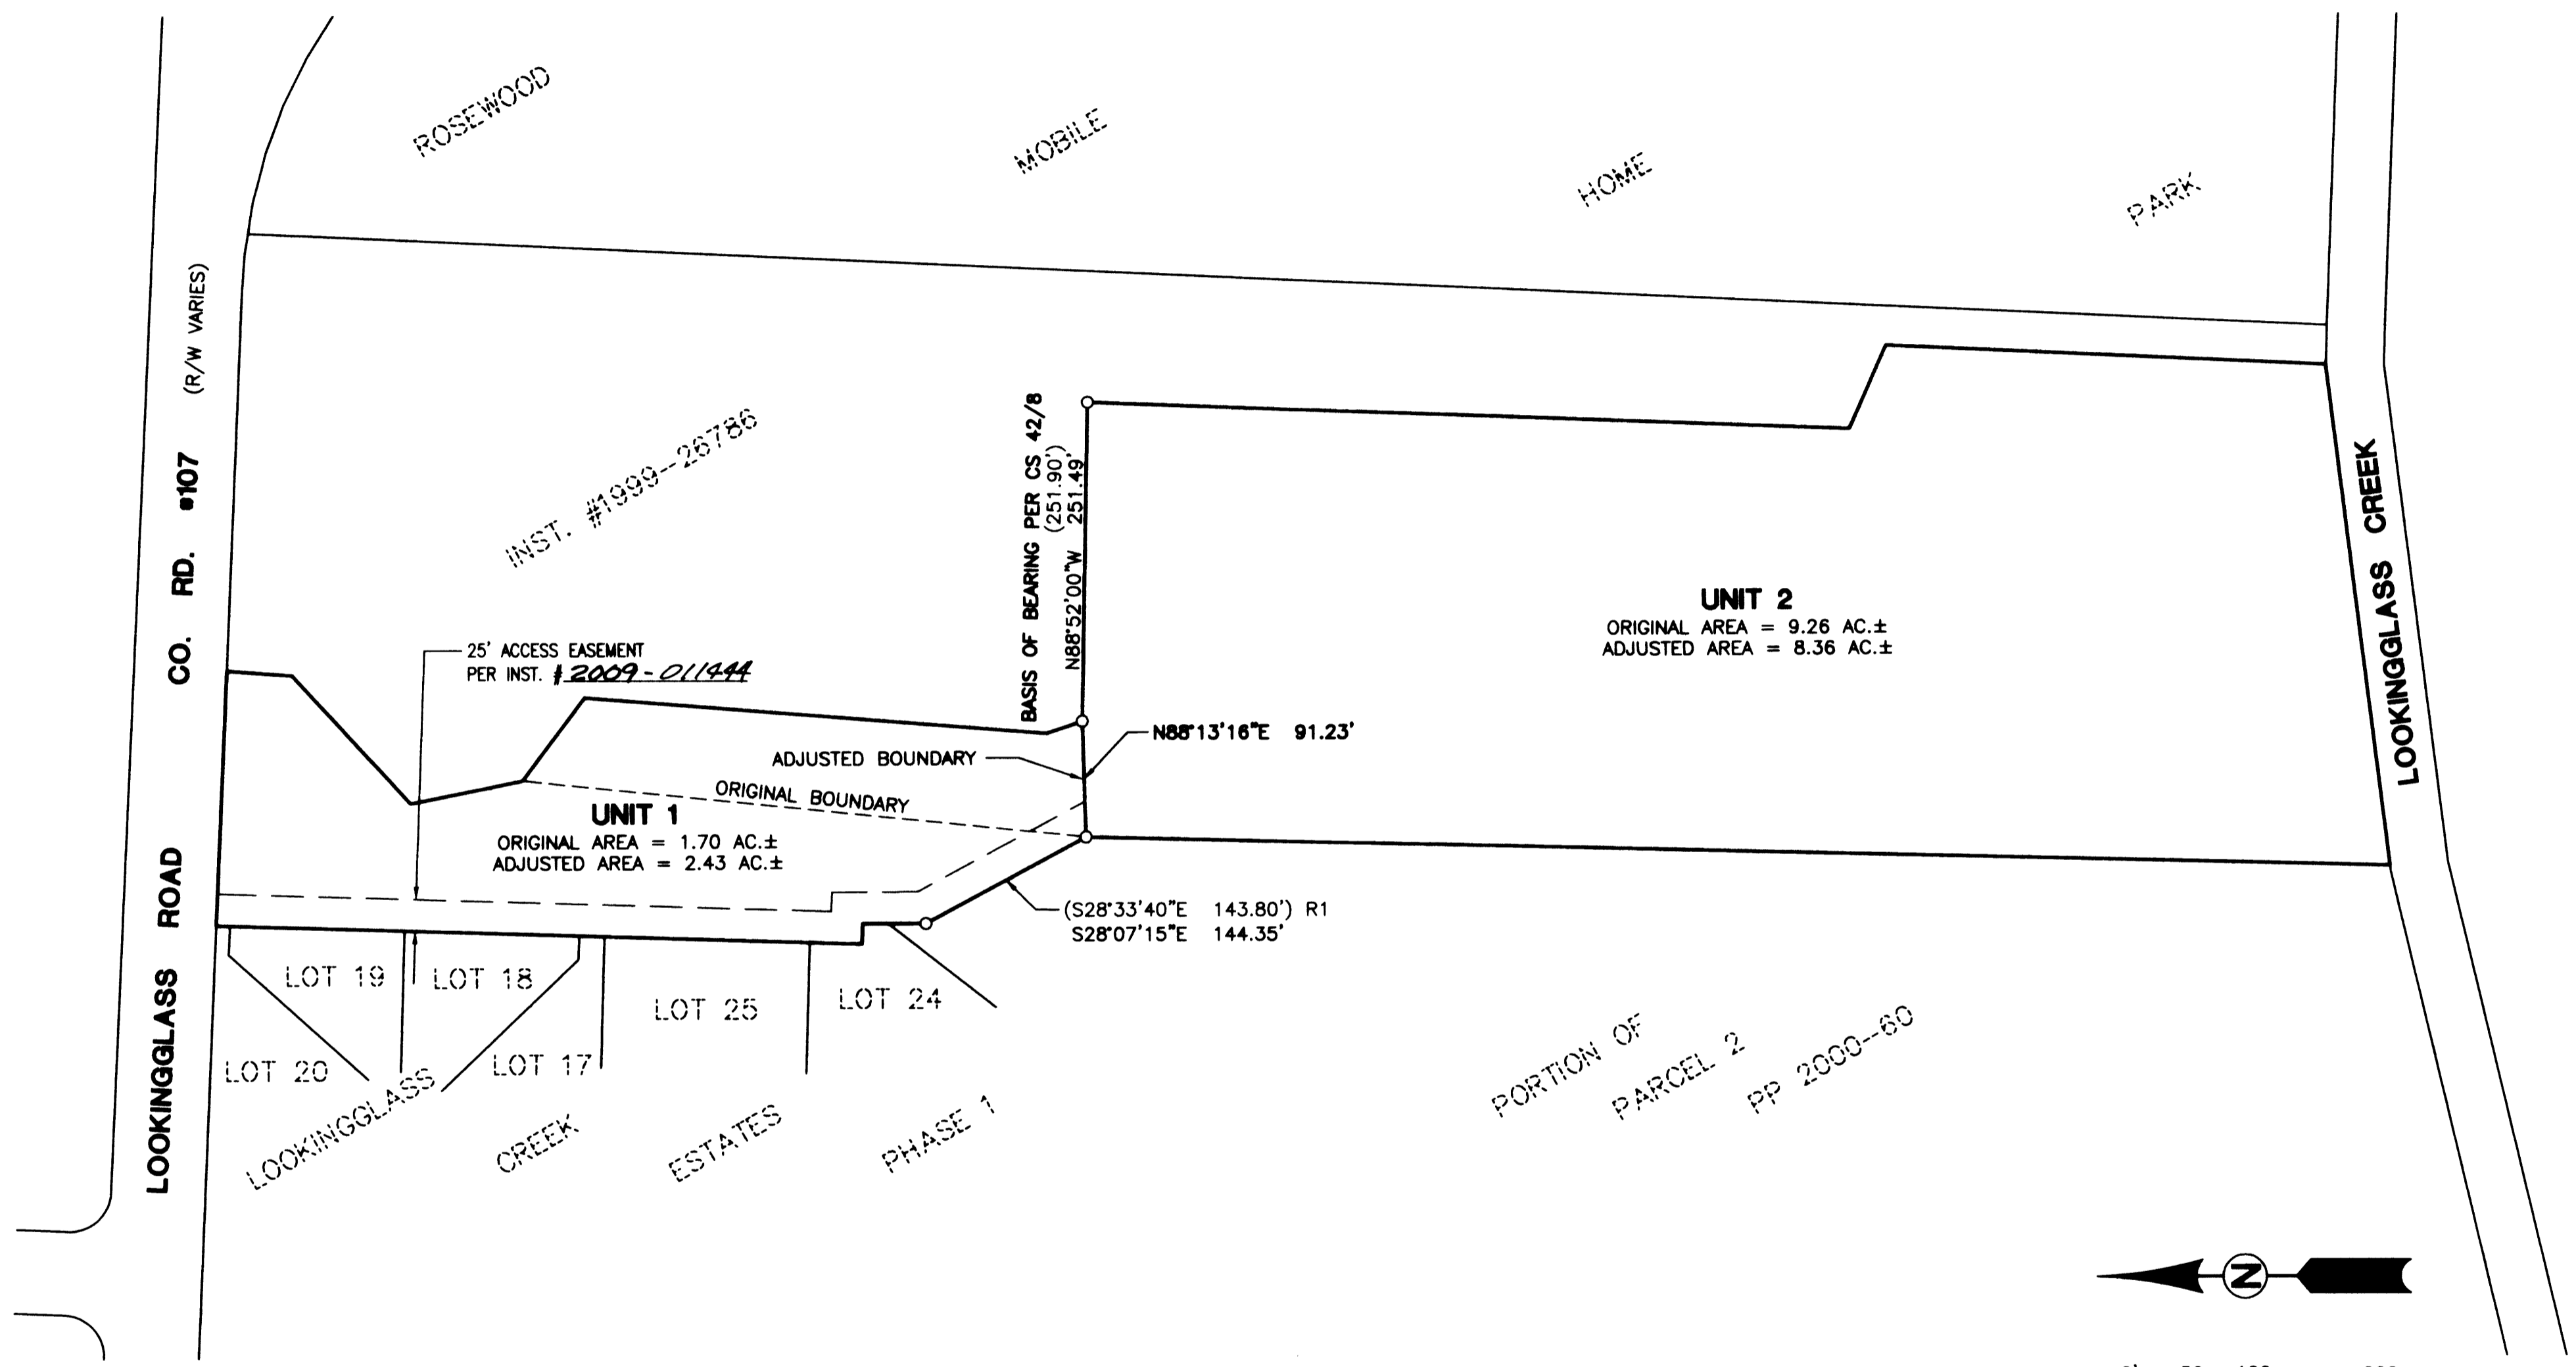 ROSEWOOD
MOBILE
HOME
PARK
LOOKINGGLASS ROAD CO. RD. #107 (R/W VARIES)
INST. #1999-26786
BASIS OF BEARING PER CS 42/8
(251.90')
N88°52'00"W 251.49'
UNIT 2
ORIGINAL AREA = 9.26 AC.±
ADJUSTED AREA = 8.36 AC.±
LOOKINGGLASS CREEK
25' ACCESS EASEMENT
PER INST. #2009-011444
N88°13'16"E 91.23'
ADJUSTED BOUNDARY
ORIGINAL BOUNDARY
UNIT 1
ORIGINAL AREA = 1.70 AC.±
ADJUSTED AREA = 2.43 AC.±
(S28°33'40"E 143.80') R1
S28°07'15"E 144.35'
LOT 19
LOT 18
LOT 25
LOT 24
LOT 20
LOT 17
LOOKINGGLASS
CREEK
ESTATES
PHASE 1
PORTION OF
PARCEL 2
PP 2000-60
N